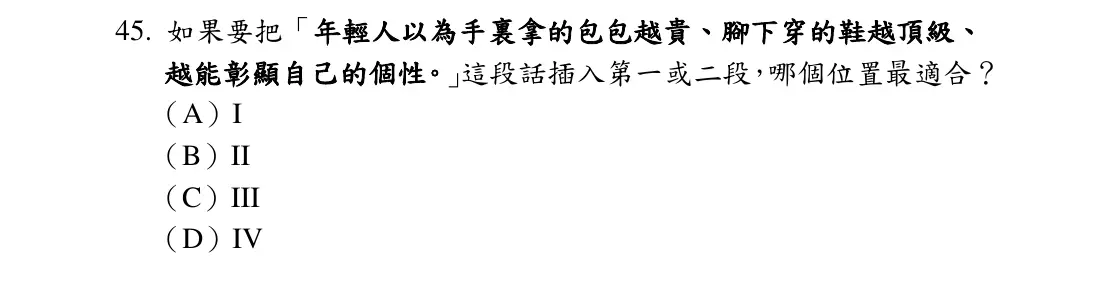 45. 如果要把「年輕人以為手裏拿的包包越貴、腳下穿的鞋越頂級、
越能彰顯自己的個性。」這段話插入第一或二段，哪個位置最適合？
（A）I
（B）II
（C）III
（D）IV